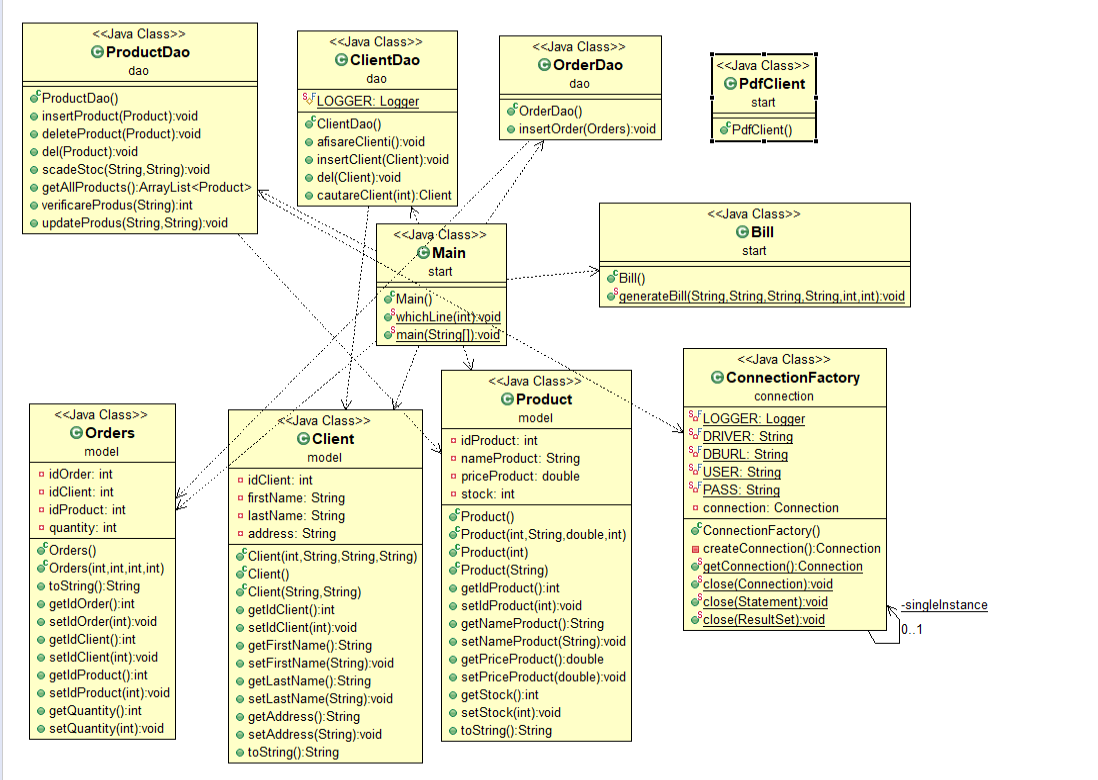 <<Java Class>>
ProductDao
dao
ProductDao()
insertProduct(Product):void
deleteProduct(Product):void
del(Product):void
scadeStoc(String,String):void
getAllProducts():ArrayList<Product>
verificareProdus(String):int
updateProdus(String,String):void
<<Java Class>>
ClientDao
dao
LOGGER: Logger
ClientDao()
afisareClienti():void
insertClient(Client):void
del(Client):void
cautareClient(int):Client
<<Java Class>>
OrderDao
dao
OrderDao()
insertOrder(Orders):void
<<Java Class>>
PdfClient
start
PdfClient()
<<Java Class>>
Main
start
Main()
whichLine(int):void
main(String[]):void
<<Java Class>>
Bill
start
Bill()
generateBill(String,String,String,String,int,int):void
<<Java Class>>
Orders
model
idOrder: int
idClient: int
idProduct: int
quantity: int
Orders()
Orders(int,int,int,int)
toString():String
getIdOrder():int
setIdOrder(int):void
getIdClient():int
setIdClient(int):void
getIdProduct():int
setIdProduct(int):void
getQuantity():int
setQuantity(int):void
<<Java Class>>
Client
model
idClient: int
firstName: String
lastName: String
address: String
Client(int,String,String,String)
Client()
Client(String,String)
getIdClient():int
setIdClient(int):void
getFirstName():String
setFirstName(String):void
getLastName():String
setLastName(String):void
getAddress():String
setAddress(String):void
toString():String
<<Java Class>>
Product
model
idProduct: int
nameProduct: String
priceProduct: double
stock: int
Product()
Product(int,String,double,int)
Product(int)
Product(String)
getIdProduct():int
setIdProduct(int):void
getNameProduct():String
setNameProduct(String):void
getPriceProduct():double
setPriceProduct(double):void
getStock():int
setStock(int):void
toString():String
<<Java Class>>
ConnectionFactory
connection
LOGGER: Logger
DRIVER: String
DBURL: String
USER: String
PASS: String
connection: Connection
ConnectionFactory()
createConnection():Connection
getConnection():Connection
close(Connection):void
close(Statement):void
close(ResultSet):void
-singleInstance
0..1